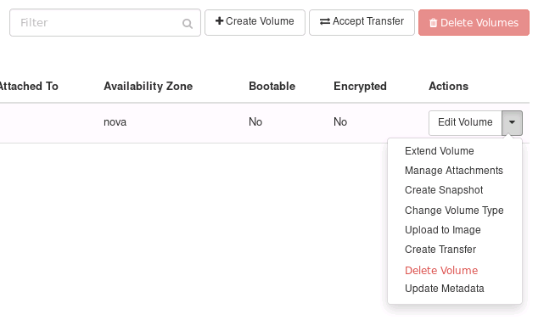 Filter
Create Volume
Accept Transfer
Delete Volumes
Attached To
Availability Zone
Bootable
Encrypted
Actions
nova
No
No
Edit Volume
Extend Volume
Manage Attachments
Create Snapshot
Change Volume Type
Upload to Image
Create Transfer
Delete Volume
Update Metadata